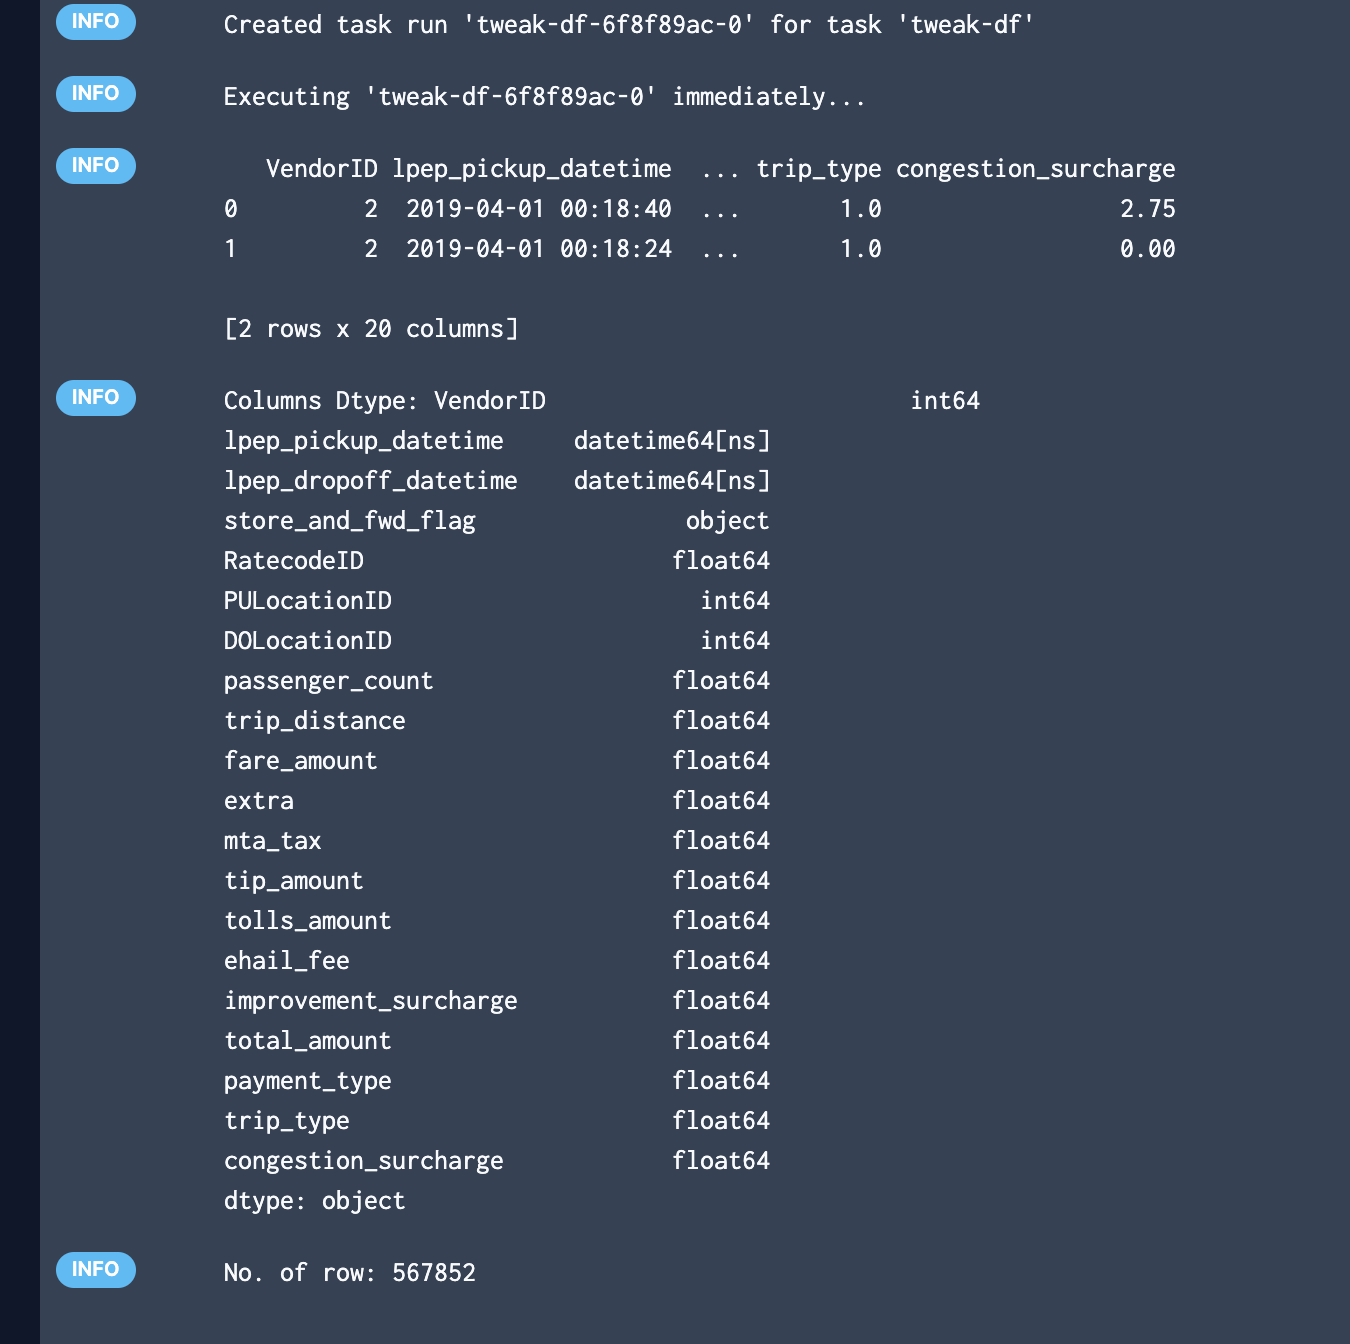 INFO Created task run 'tweak-df-6f8f89ac-0' for task 'tweak-df'
INFO Executing 'tweak-df-6f8f89ac-0' immediately...
INFO    VendorID lpep_pickup_datetime  ... trip_type congestion_surcharge
0         2  2019-04-01 00:18:40  ...       1.0                 2.75
1         2  2019-04-01 00:18:24  ...       1.0                 0.00
[2 rows x 20 columns]
INFO Columns Dtype: VendorID                          int64
lpep_pickup_datetime     datetime64[ns]
lpep_dropoff_datetime    datetime64[ns]
store_and_fwd_flag               object
RatecodeID                      float64
PULocationID                      int64
DOLocationID                      int64
passenger_count                 float64
trip_distance                   float64
fare_amount                     float64
extra                           float64
mta_tax                         float64
tip_amount                      float64
tolls_amount                    float64
ehail_fee                       float64
improvement_surcharge           float64
total_amount                    float64
payment_type                    float64
trip_type                       float64
congestion_surcharge            float64
dtype: object
INFO No. of row: 567852